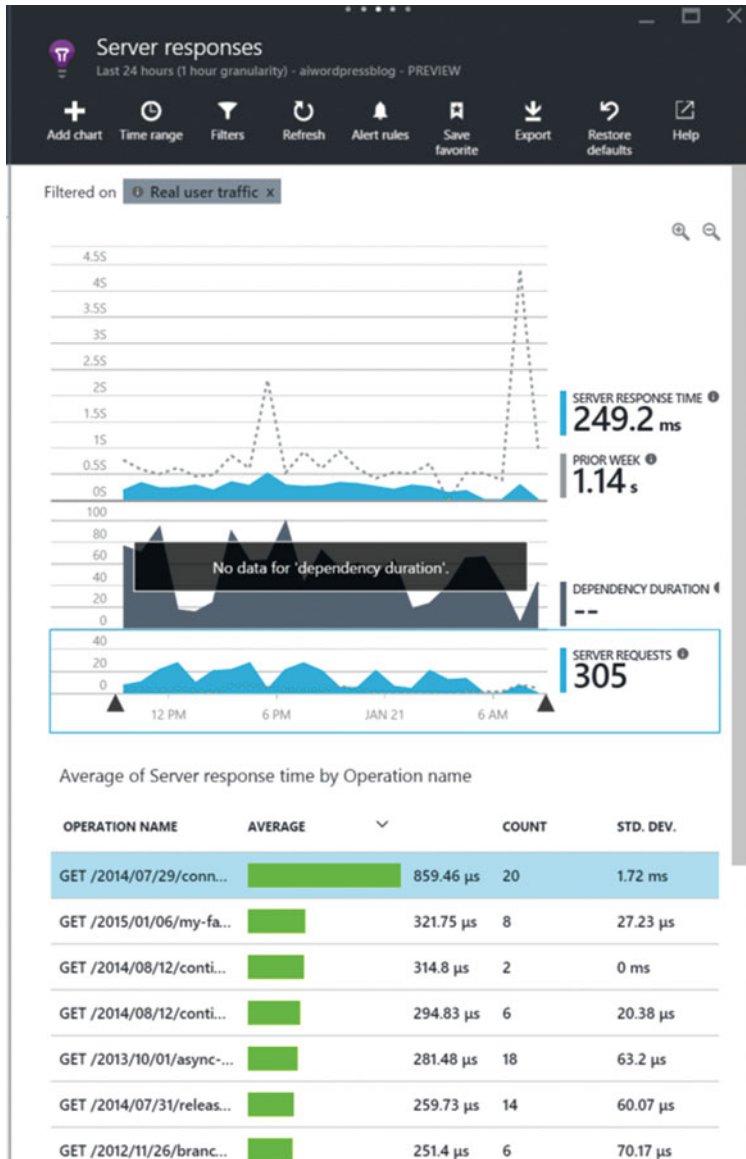 Server responses
Last 24 hours (1 hour granularity) - aiwordpressblog - PREVIEW
Add chart
Time range
Filters
Refresh
Alert rules
Save favorite
Export
Restore defaults
Help
Filtered on Real user traffic x
4.5S
4S
3.5S
3S
2.5S
2S
1.5S
1S
0.5S
0S
SERVER RESPONSE TIME
249.2 ms
PRIOR WEEK
1.14 s
100
80
60
40
20
0
No data for 'dependency duration'.
DEPENDENCY DURATION
--
40
20
0
SERVER REQUESTS
305
12 PM 6 PM JAN 21 6 AM
Average of Server response time by Operation name
OPERATION NAME AVERAGE COUNT STD. DEV.
GET /2014/07/29/conn... 859.46 µs 20 1.72 ms
GET /2015/01/06/my-fa... 321.75 µs 8 27.23 µs
GET /2014/08/12/conti... 314.8 µs 2 0 ms
GET /2014/08/12/conti... 294.83 µs 6 20.38 µs
GET /2013/10/01/async-... 281.48 µs 18 63.2 µs
GET /2014/07/31/releas... 259.73 µs 14 60.07 µs
GET /2012/11/26/branc... 251.4 µs 6 70.17 µs